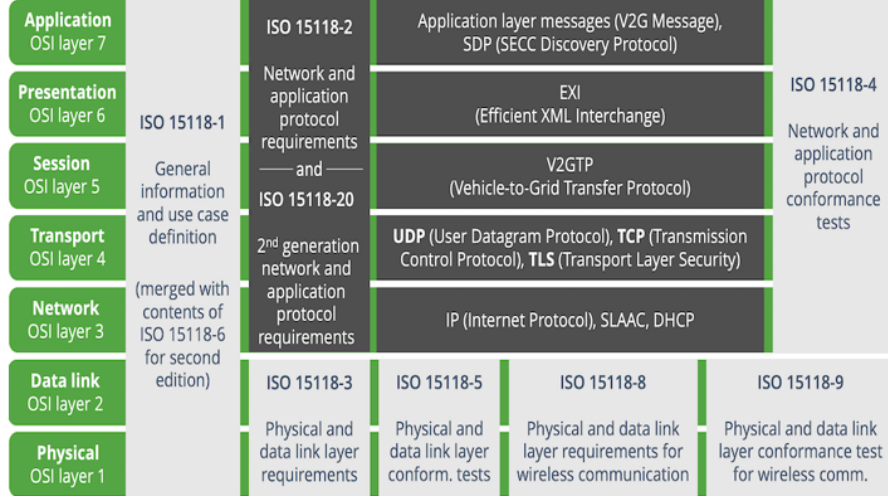 Application
OSI layer 7
Presentation
OSI layer 6
Session
OSI layer 5
Transport
OSI layer 4
Network
OSI layer 3
Data link
OSI layer 2
Physical
OSI layer 1
ISO 15118-1
General
information
and use case
definition
(merged with
contents of
ISO 15118-6
for second
edition)
ISO 15118-2
Network and
application
protocol
requirements
and
ISO 15118-20
2nd generation
network and
application
protocol
requirements
Application layer messages (V2G Message),
SDP (SECC Discovery Protocol)
EXI
(Efficient XML Interchange)
V2GTP
(Vehicle-to-Grid Transfer Protocol)
UDP (User Datagram Protocol), TCP (Transmission
Control Protocol), TLS (Transport Layer Security)
IP (Internet Protocol), SLAAC, DHCP
ISO 15118-4
Network and
application
protocol
conformance
tests
ISO 15118-3
Physical and
data link layer
requirements
ISO 15118-5
Physical and
data link layer
conform. tests
ISO 15118-8
Physical and data link
layer requirements for
wireless communication
ISO 15118-9
Physical and data link
layer conformance test
for wireless comm.